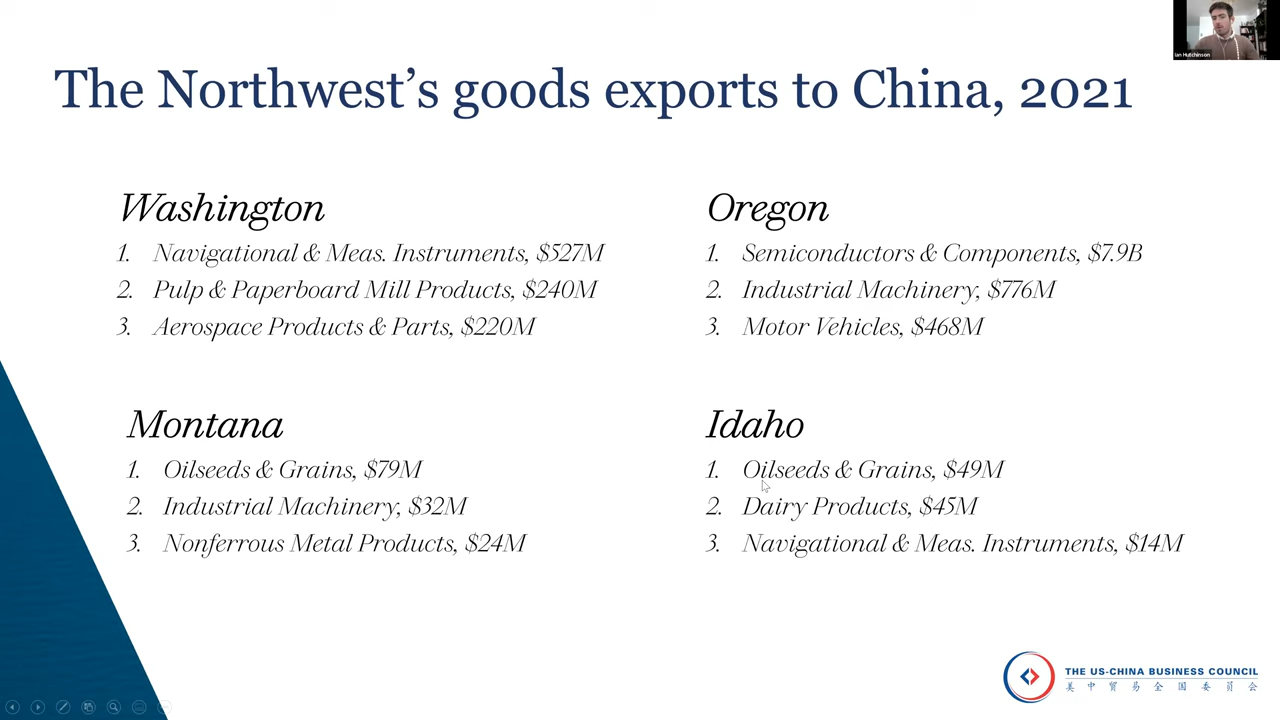 The Northwest's goods exports to China, 2021
Ian Hutchinson
Washington
1. Navigational & Meas. Instruments, $527M
2. Pulp & Paperboard Mill Products, $240M
3. Aerospace Products & Parts, $220M
Oregon
1. Semiconductors & Components, $7.9B
2. Industrial Machinery, $776M
3. Motor Vehicles, $468M
Montana
1. Oilseeds & Grains, $79M
2. Industrial Machinery, $32M
3. Nonferrous Metal Products, $24M
Idaho
1. Oilseeds & Grains, $49M
2. Dairy Products, $45M
3. Navigational & Meas. Instruments, $14M
THE US-CHINA BUSINESS COUNCIL
美中贸易全国委员会